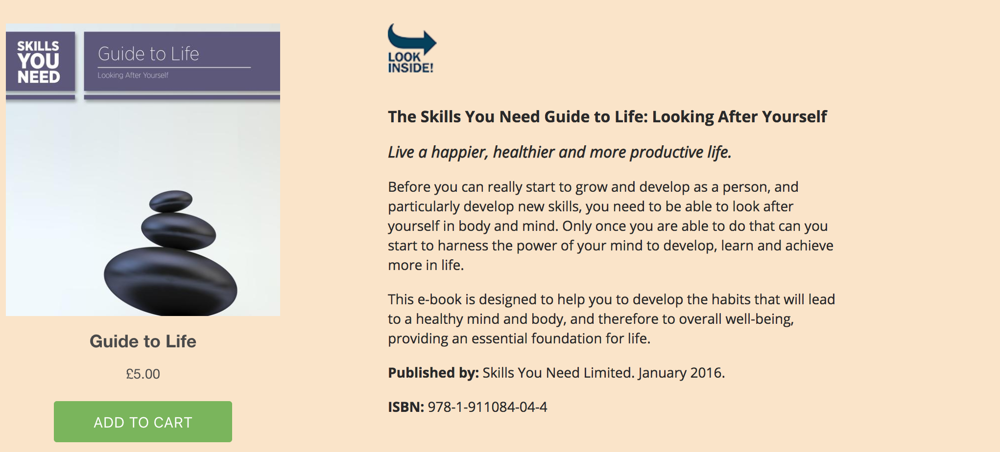 SKILLS
YOU
NEED
Guide to Life
Looking After Yourself
Guide to Life
£5.00
ADD TO CART
LOOK
INSIDE!
The Skills You Need Guide to Life: Looking After Yourself
Live a happier, healthier and more productive life.
Before you can really start to grow and develop as a person, and
particularly develop new skills, you need to be able to look after
yourself in body and mind. Only once you are able to do that can you
start to harness the power of your mind to develop, learn and achieve
more in life.
This e-book is designed to help you to develop the habits that will lead
to a healthy mind and body, and therefore to overall well-being,
providing an essential foundation for life.
Published by: Skills You Need Limited. January 2016.
ISBN: 978-1-911084-04-4